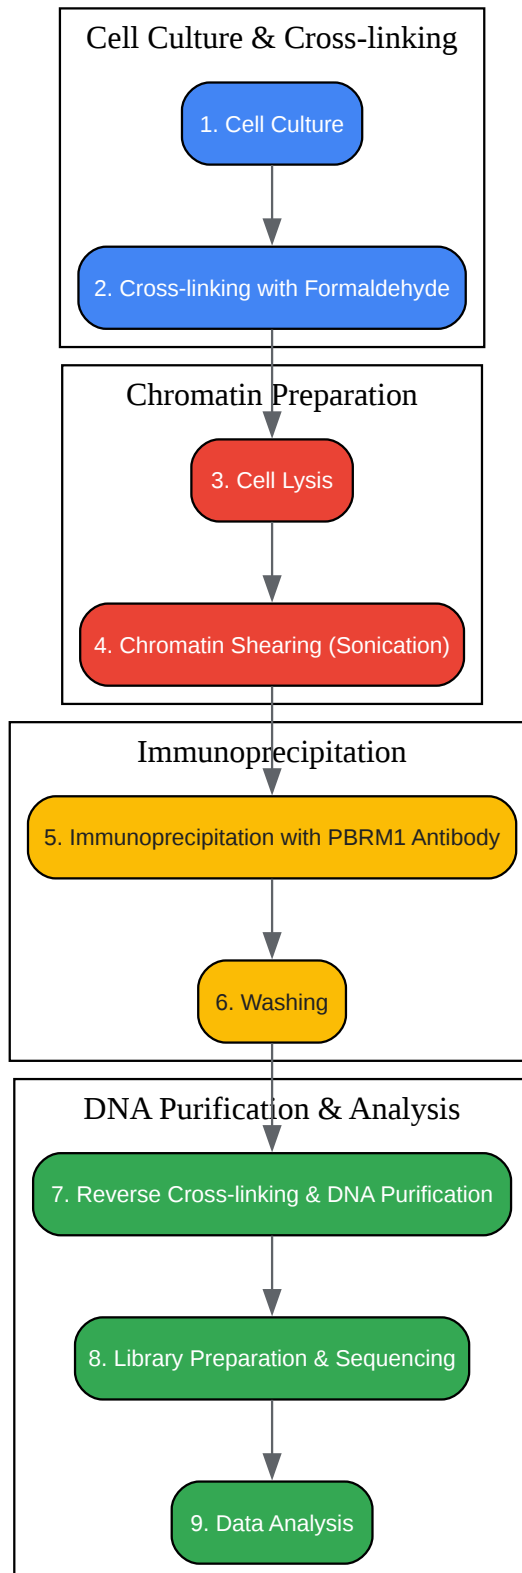 Cell Culture & Cross-linking
1. Cell Culture
2. Cross-linking with Formaldehyde
Chromatin Preparation
3. Cell Lysis
4. Chromatin Shearing (Sonication)
Immunoprecipitation
5. Immunoprecipitation with PBRM1 Antibody
6. Washing
DNA Purification & Analysis
7. Reverse Cross-linking & DNA Purification
8. Library Preparation & Sequencing
9. Data Analysis